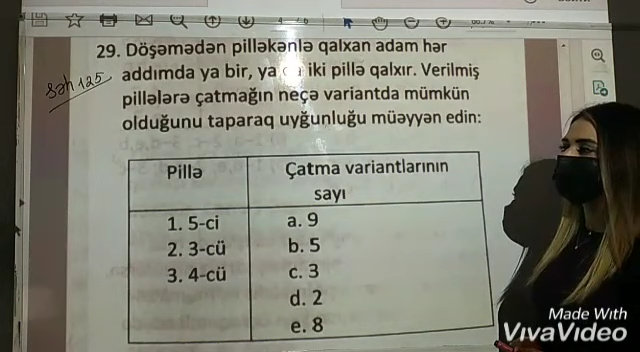 29. Döşəmədən pilləkənlə qalxan adam hər
səh 125
addımda ya bir, ya iki pillə qalxır. Verilmiş
pillələrə çatmağın neçə variantda mümkün
olduğunu taparaq uyğunluğu müəyyən edin:
Pillə
Çatma variantlarının
sayı
1. 5-ci
a. 9
2. 3-cü
b. 5
3. 4-cü
c. 3
d. 2
e. 8
Made With
VivaVideo